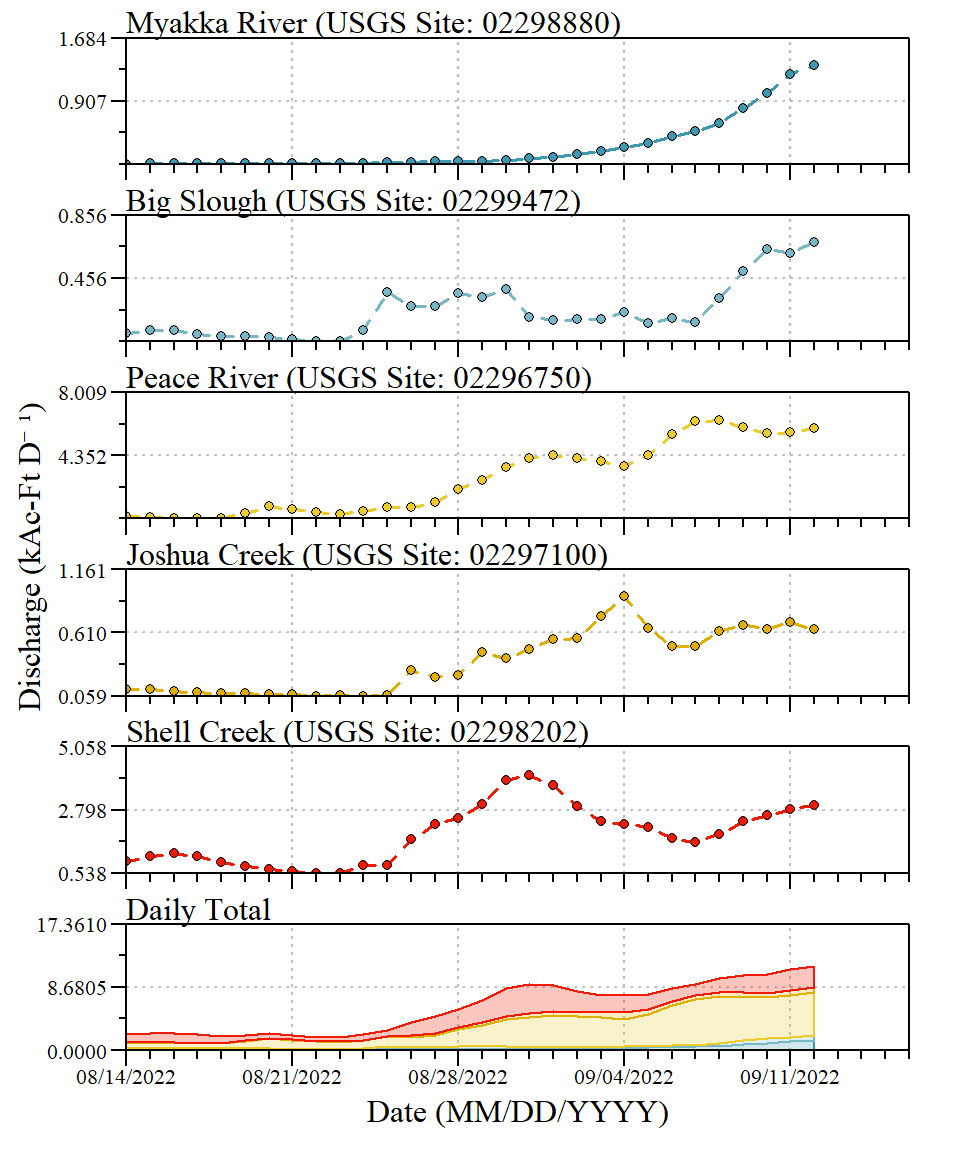 Myakka River (USGS Site: 02298880)
1.684
0.907
Big Slough (USGS Site: 02299472)
0.856
0.456
Peace River (USGS Site: 02296750)
8.009
4.352
Joshua Creek (USGS Site: 02297100)
1.161
0.610
0.059
Shell Creek (USGS Site: 02298202)
5.058
2.798
0.538
Daily Total
17.3610
8.6805
0.0000
08/14/2022 08/21/2022 08/28/2022 09/04/2022 09/11/2022
Date (MM/DD/YYYY)
Discharge (kAc-Ft D⁻¹)